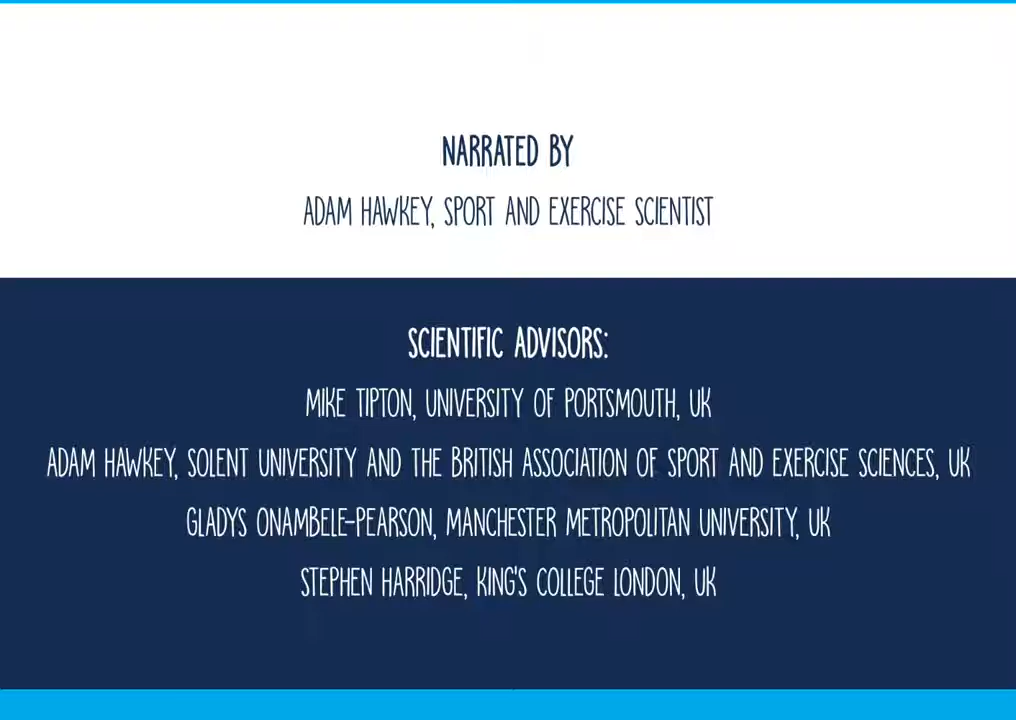 NARRATED BY
ADAM HAWKEY, SPORT AND EXERCISE SCIENTIST
SCIENTIFIC ADVISORS:
MIKE TIPTON, UNIVERSITY OF PORTSMOUTH, UK
ADAM HAWKEY, SOLENT UNIVERSITY AND THE BRITISH ASSOCIATION OF SPORT AND EXERCISE SCIENCES, UK
GLADYS ONAMBELE-PEARSON, MANCHESTER METROPOLITAN UNIVERSITY, UK
STEPHEN HARRIDGE, KING'S COLLEGE LONDON, UK